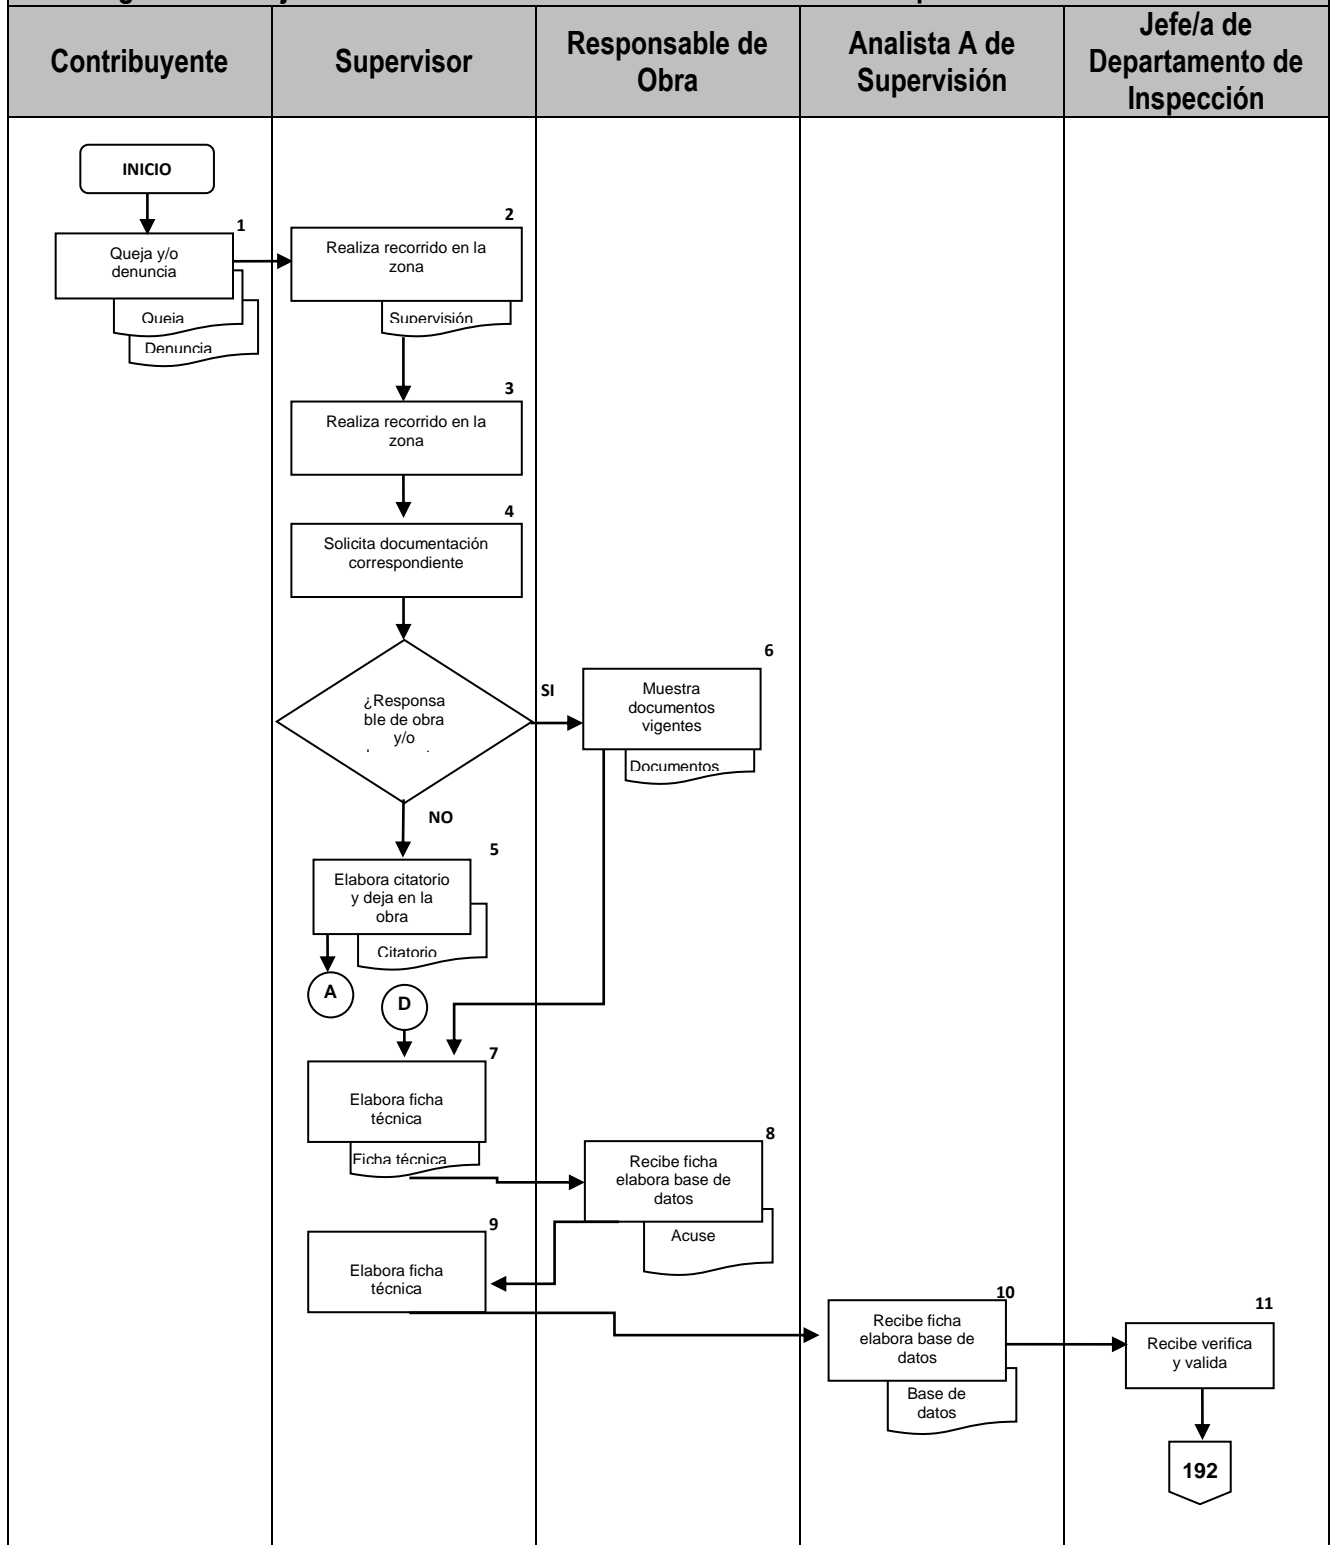 Contribuyente
Supervisor
Responsable de
Obra
Analista A de
Supervisión
Jefe/a de
Departamento de
Inspección
INICIO
1
Queja y/o
denuncia
Queja
Denuncia
2
Realiza recorrido en la
zona
Supervisión
3
Realiza recorrido en la
zona
4
Solicita documentación
correspondiente
¿Responsa
ble de obra
y/o
SI
6
Muestra
documentos
vigentes
Documentos
NO
5
Elabora citatorio
y deja en la
obra
Citatorio
A
D
7
Elabora ficha
técnica
Ficha técnica
8
Recibe ficha
elabora base de
datos
Acuse
9
Elabora ficha
técnica
10
Recibe ficha
elabora base de
datos
Base de
datos
11
Recibe verifica
y valida
192